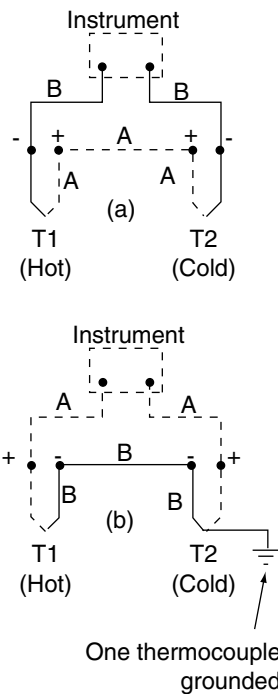 Instrument
B B
- + A + -
A A
(a)
T1 T2
(Hot) (Cold)
Instrument
A A
+ - B - +
B B
(b)
T1 T2
(Hot) (Cold)
One thermocouple
grounded